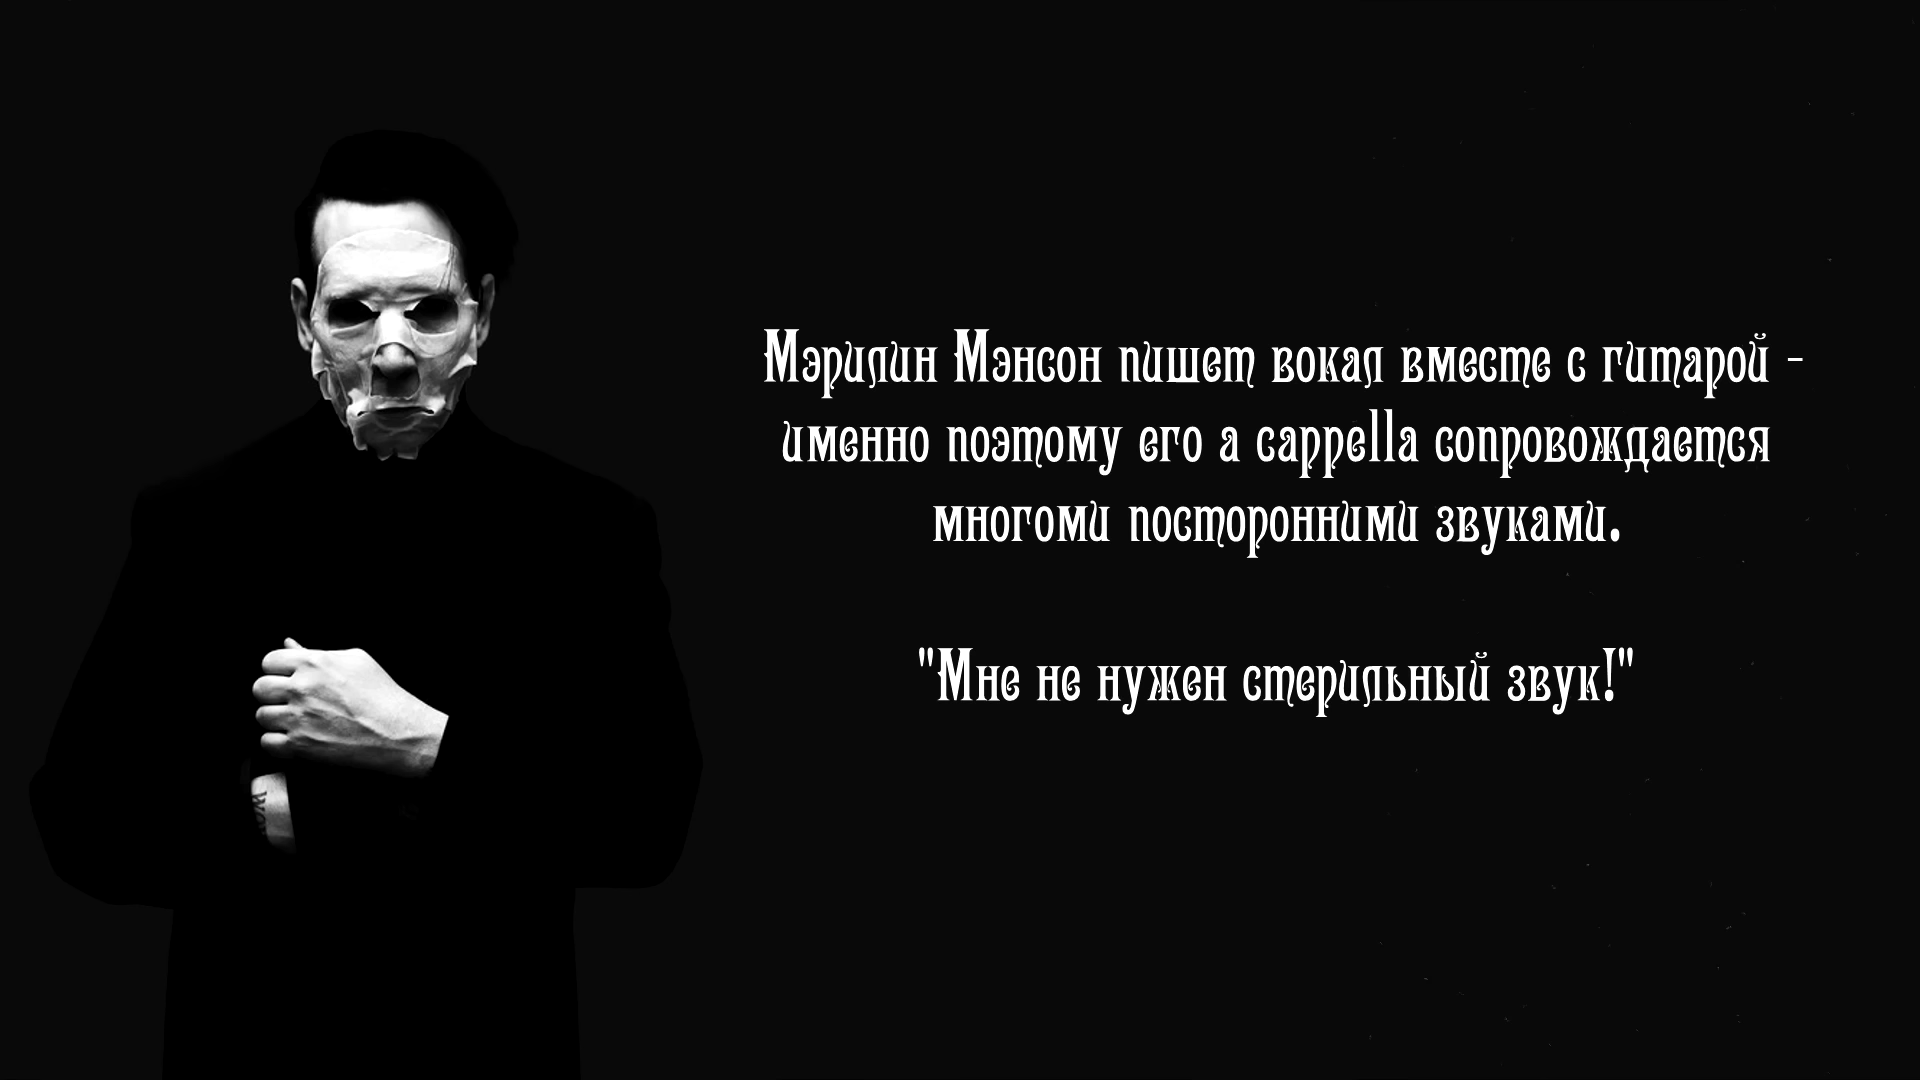 Мэрилин Мэнсон пишет вокал вместе с гитарой -
именно поэтому его a cappella сопровождается
многоми посторонними звуками.
"Мне не нужен стерильный звук!"